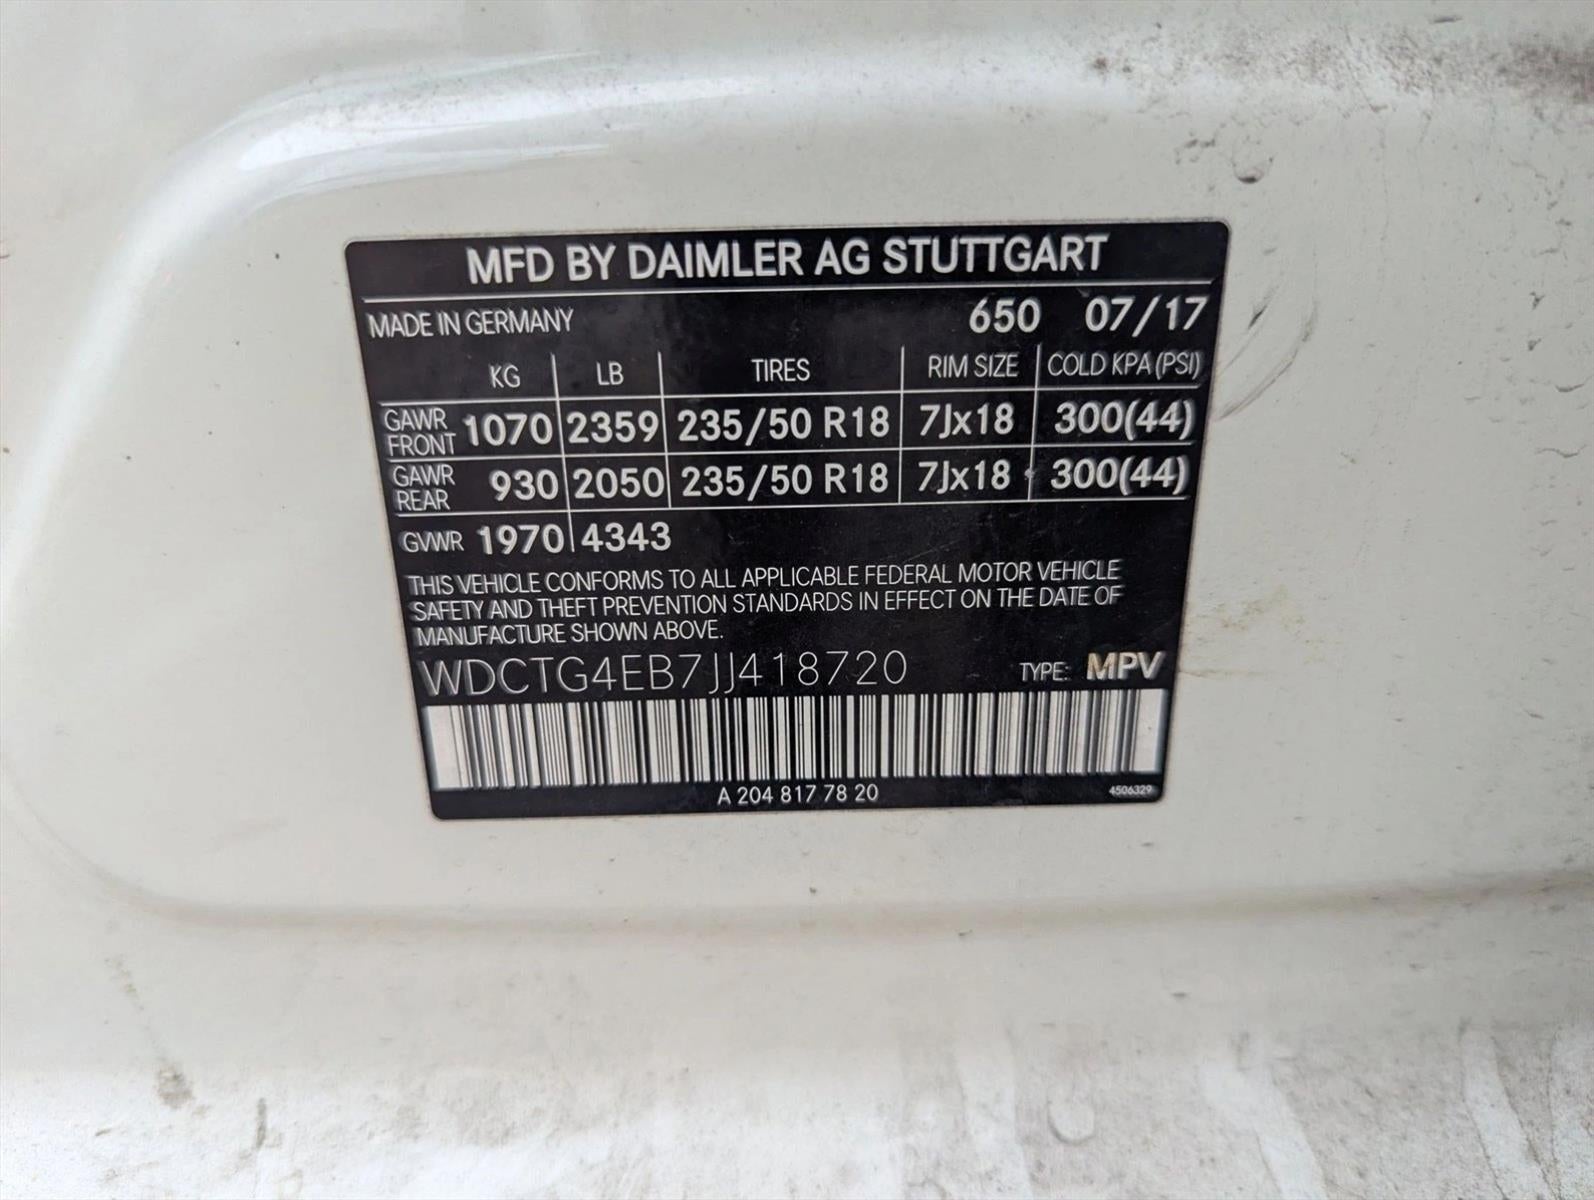 MFD BY DAIMLER AG STUTTGART
MADE IN GERMANY 650 07/17
KG LB TIRES RIM SIZE COLD KPA (PSI)
GAWR FRONT 1070 2359 235/50 R18 7Jx18 300(44)
GAWR REAR 930 2050 235/50 R18 7Jx18 300(44)
GVWR 1970 4343
THIS VEHICLE CONFORMS TO ALL APPLICABLE FEDERAL MOTOR VEHICLE
SAFETY AND THEFT PREVENTION STANDARDS IN EFFECT ON THE DATE OF
MANUFACTURE SHOWN ABOVE.
WDCTG4EB7JJ418720 TYPE: MPV
A 204 817 78 20 4506329